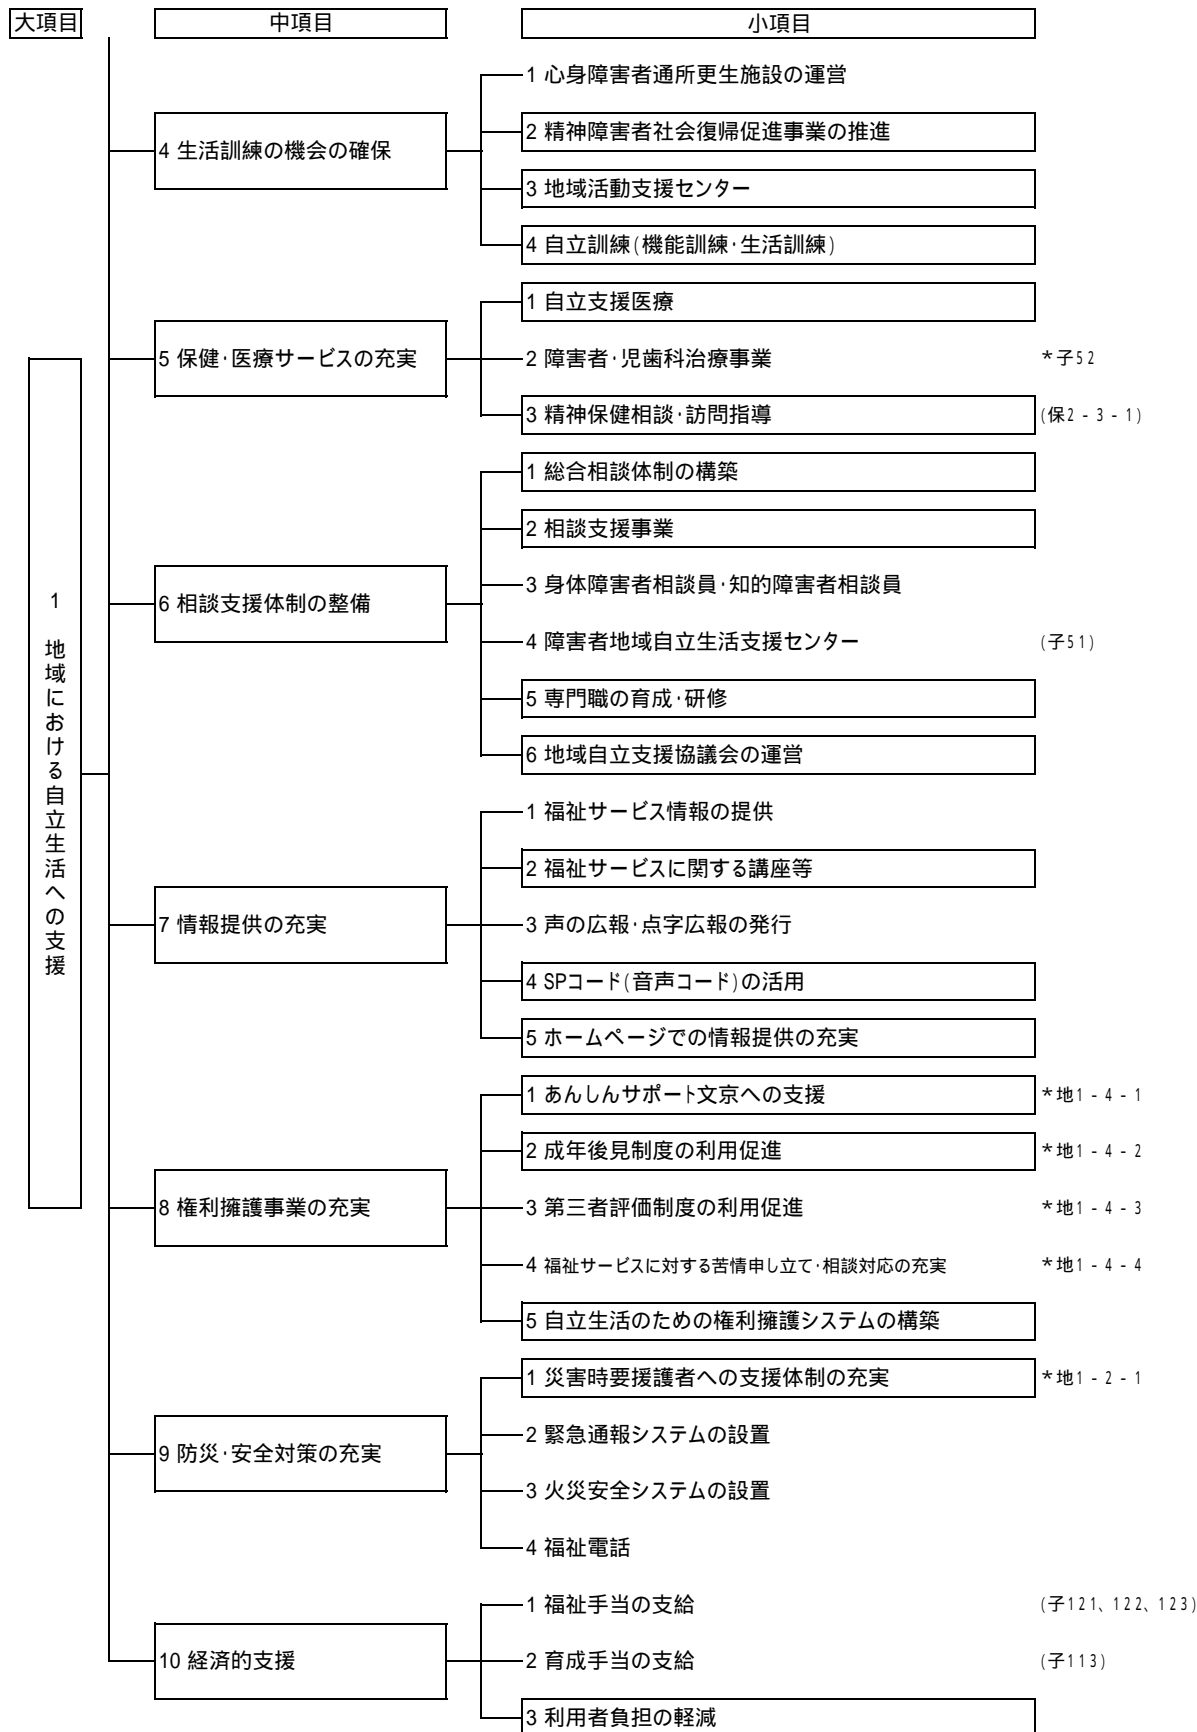 大項目 中項目 小項目
1 地域における自立生活への支援
4 生活訓練の機会の確保
1 心身障害者通所更生施設の運営
2 精神障害者社会復帰促進事業の推進
3 地域活動支援センター
4 自立訓練(機能訓練･生活訓練)
5 保健･医療サービスの充実
1 自立支援医療
2 障害者･児歯科治療事業 *子52
3 精神保健相談･訪問指導 (保2-3-1)
6 相談支援体制の整備
1 総合相談体制の構築
2 相談支援事業
3 身体障害者相談員･知的障害者相談員
4 障害者地域自立生活支援センター (子51)
5 専門職の育成･研修
6 地域自立支援協議会の運営
7 情報提供の充実
1 福祉サービス情報の提供
2 福祉サービスに関する講座等
3 声の広報･点字広報の発行
4 SPコード(音声コード)の活用
5 ホームページでの情報提供の充実
8 権利擁護事業の充実
1 あんしんサポート文京への支援 *地1-4-1
2 成年後見制度の利用促進 *地1-4-2
3 第三者評価制度の利用促進 *地1-4-3
4 福祉サービスに対する苦情申し立て･相談対応の充実 *地1-4-4
5 自立生活のための権利擁護システムの構築
9 防災･安全対策の充実
1 災害時要援護者への支援体制の充実 *地1-2-1
2 緊急通報システムの設置
3 火災安全システムの設置
4 福祉電話
10 経済的支援
1 福祉手当の支給 (子121、122、123)
2 育成手当の支給 (子113)
3 利用者負担の軽減